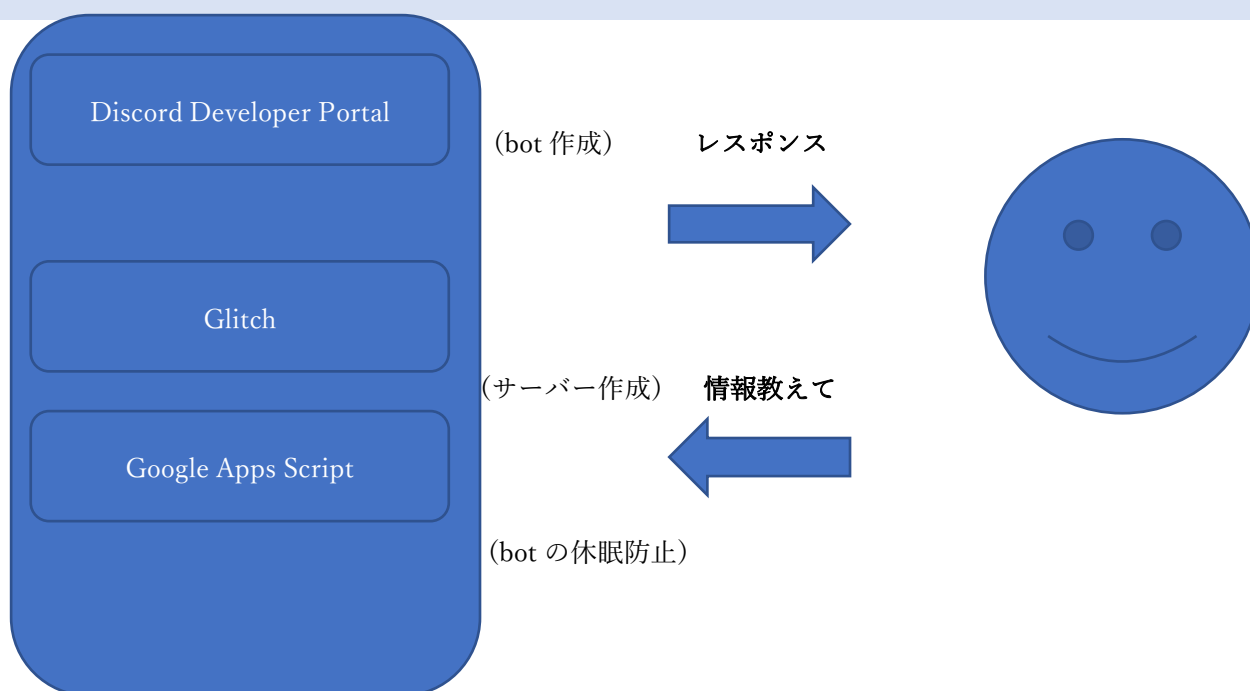 Discord Developer Portal
(bot 作成)
レスポンス
Glitch
(サーバー作成)
情報教えて
Google Apps Script
(bot の休眠防止)